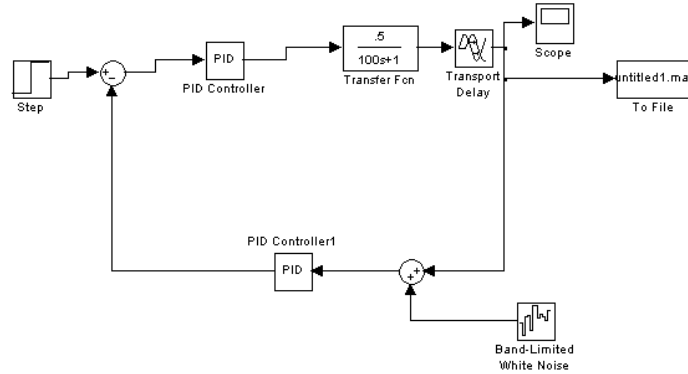 PID
PID Controller
.5
100s+1
Transfer Fcn
Transport
Delay
Scope
Step
untitled1.ma
To File
PID Controller1
PID
Band-Limited
White Noise